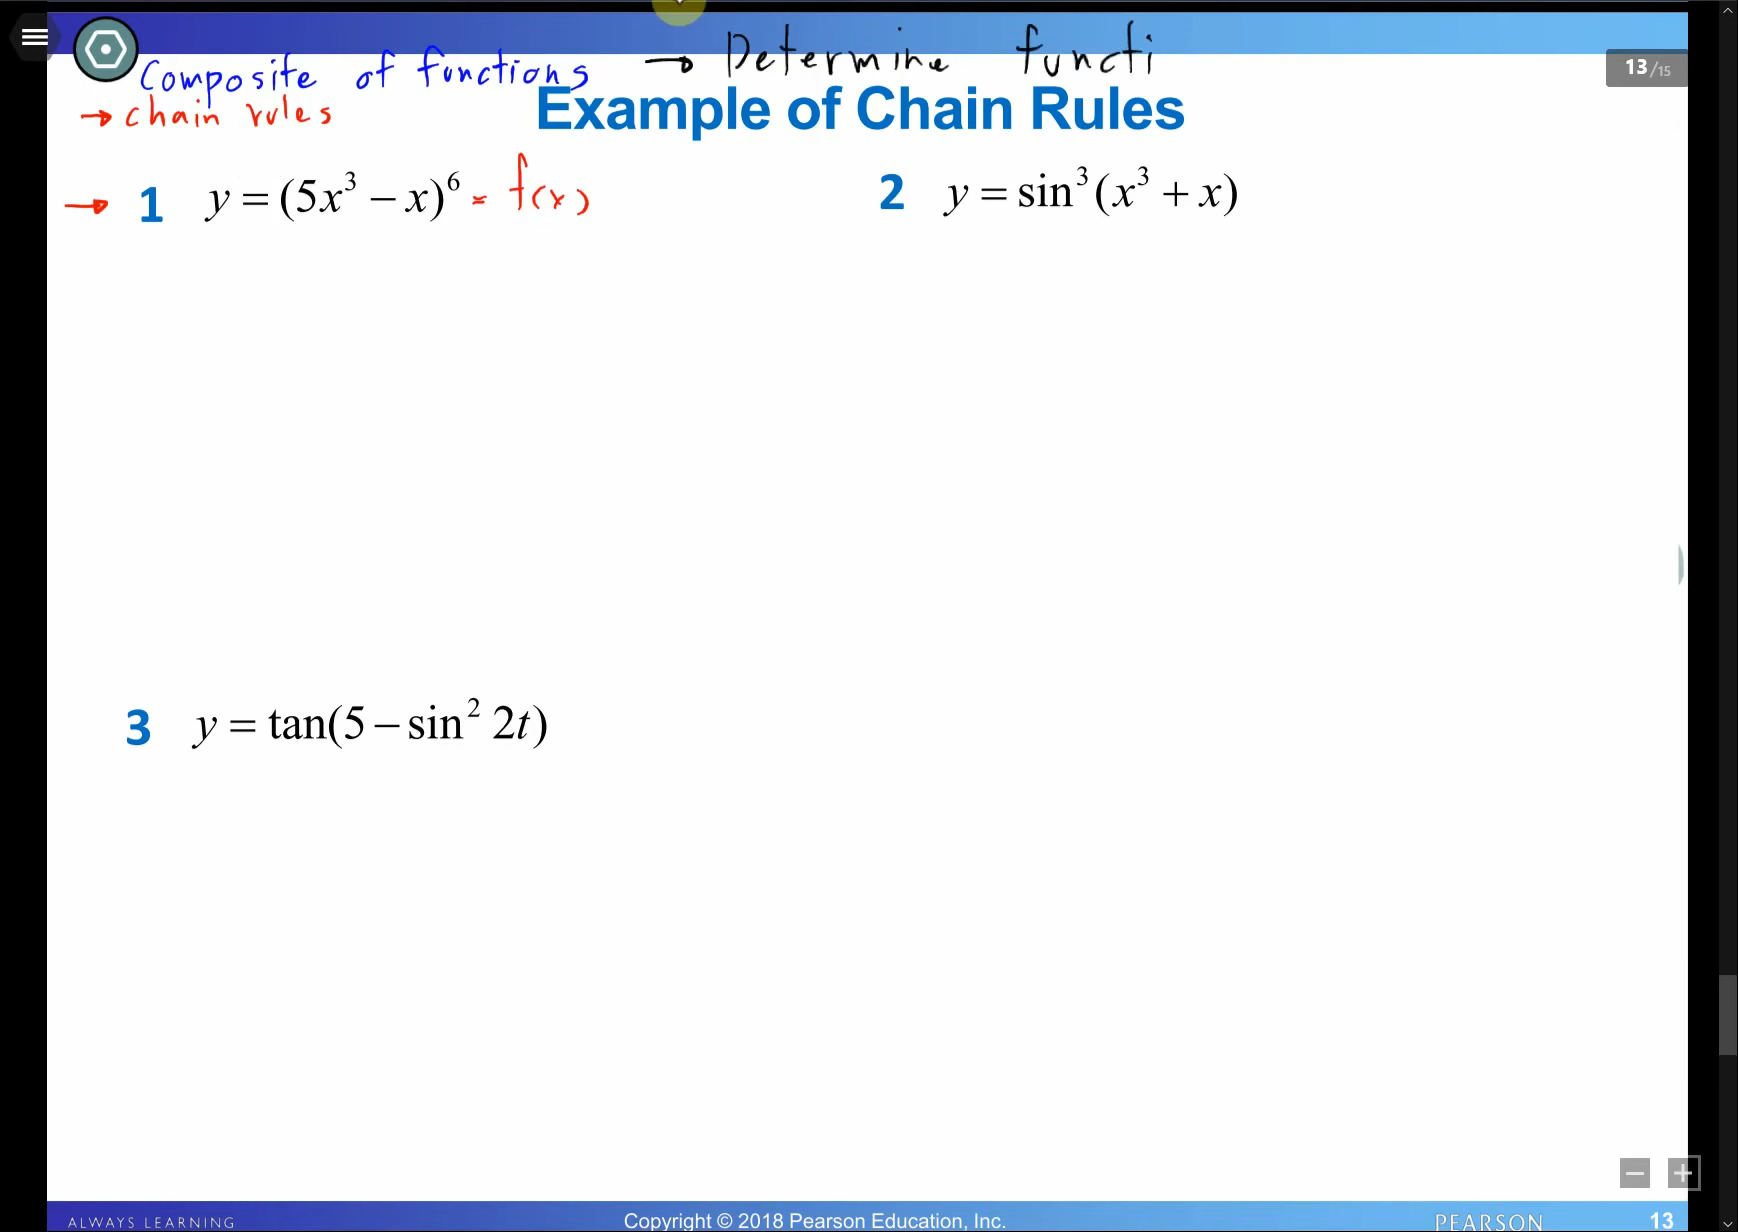 Composite of functions → Determine functi
→ chain rules
Example of Chain Rules
13/15
→ 1 y = (5x³ − x)⁶ = f(x)
2 y = sin³(x³ + x)
3 y = tan(5 − sin² 2t)
− +
ALWAYS LEARNING
Copyright © 2018 Pearson Education, Inc.
PEARSON
13